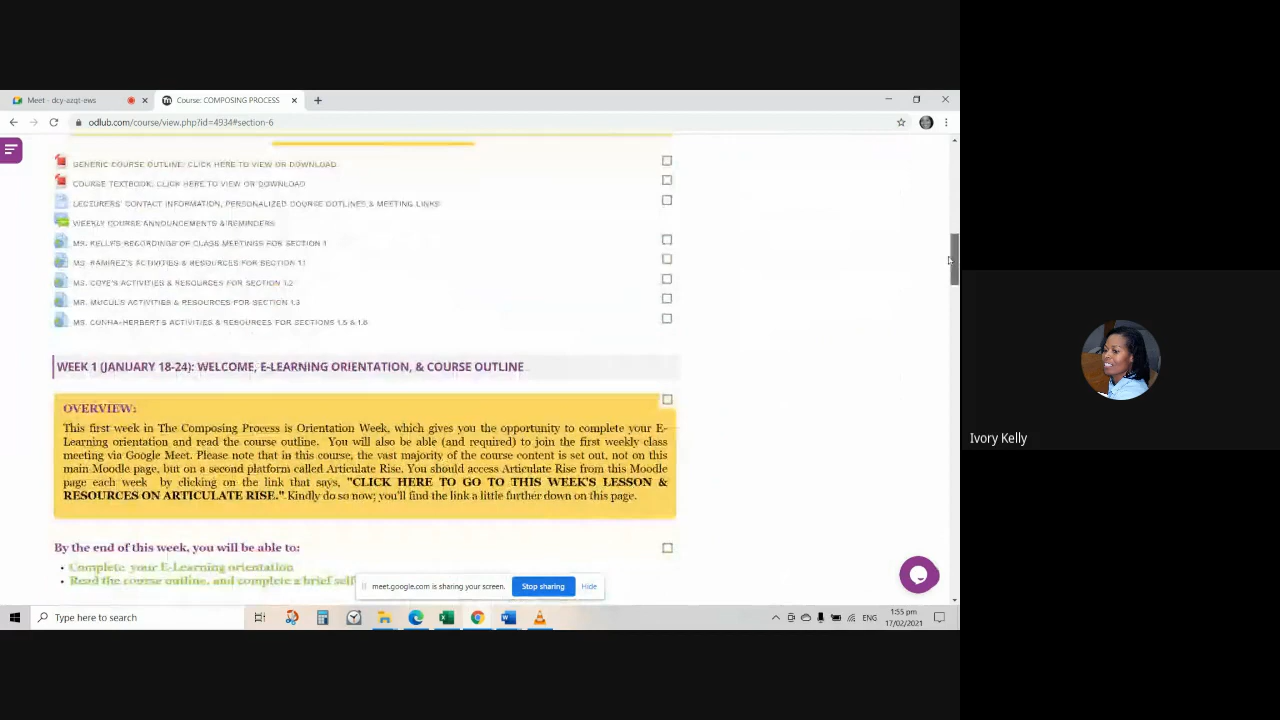 Meet - dcy-azqt-ews
Course: COMPOSING PROCESS
odlub.com/course/view.php?id=4934#section-6
GENERIC COURSE OUTLINE: CLICK HERE TO VIEW OR DOWNLOAD
COURSE TEXTBOOK: CLICK HERE TO VIEW OR DOWNLOAD
LECTURERS' CONTACT INFORMATION, PERSONALIZED COURSE OUTLINES & MEETING LINKS
WEEKLY COURSE ANNOUNCEMENTS & REMINDERS
MS. KELLY'S RECORDINGS OF CLASS MEETINGS FOR SECTION
MS. RAMIREZ'S ACTIVITIES & RESOURCES FOR SECTION 1.1
MS. COYE'S ACTIVITIES & RESOURCES FOR SECTION 1.2
MR. MUCUL'S ACTIVITIES & RESOURCES FOR SECTION 1.3
MS. CUNHA-HERBERT'S ACTIVITIES & RESOURCES FOR SECTIONS 1.5 & 1.6
WEEK 1 (JANUARY 18-24): WELCOME, E-LEARNING ORIENTATION, & COURSE OUTLINE
OVERVIEW:
This first week in The Composing Process is Orientation Week, which gives you the opportunity to complete your E-
Learning orientation and read the course outline. You will also be able (and required) to join the first weekly class
meeting via Google Meet. Please note that in this course, the vast majority of the course content is set out, not on this
main Moodle page, but on a second platform called Articulate Rise. You should access Articulate Rise from this Moodle
page each week by clicking on the link that says, "CLICK HERE TO GO TO THIS WEEK'S LESSON &
RESOURCES ON ARTICULATE RISE." Kindly do so now; you'll find the link a little further down on this page.
By the end of this week, you will be able to:
Complete your E-Learning orientation
Read the course outline, and complete a brief self
meet.google.com is sharing your screen. Stop sharing Hide
Ivory Kelly
Type here to search
ENG
1:55 pm
17/02/2021